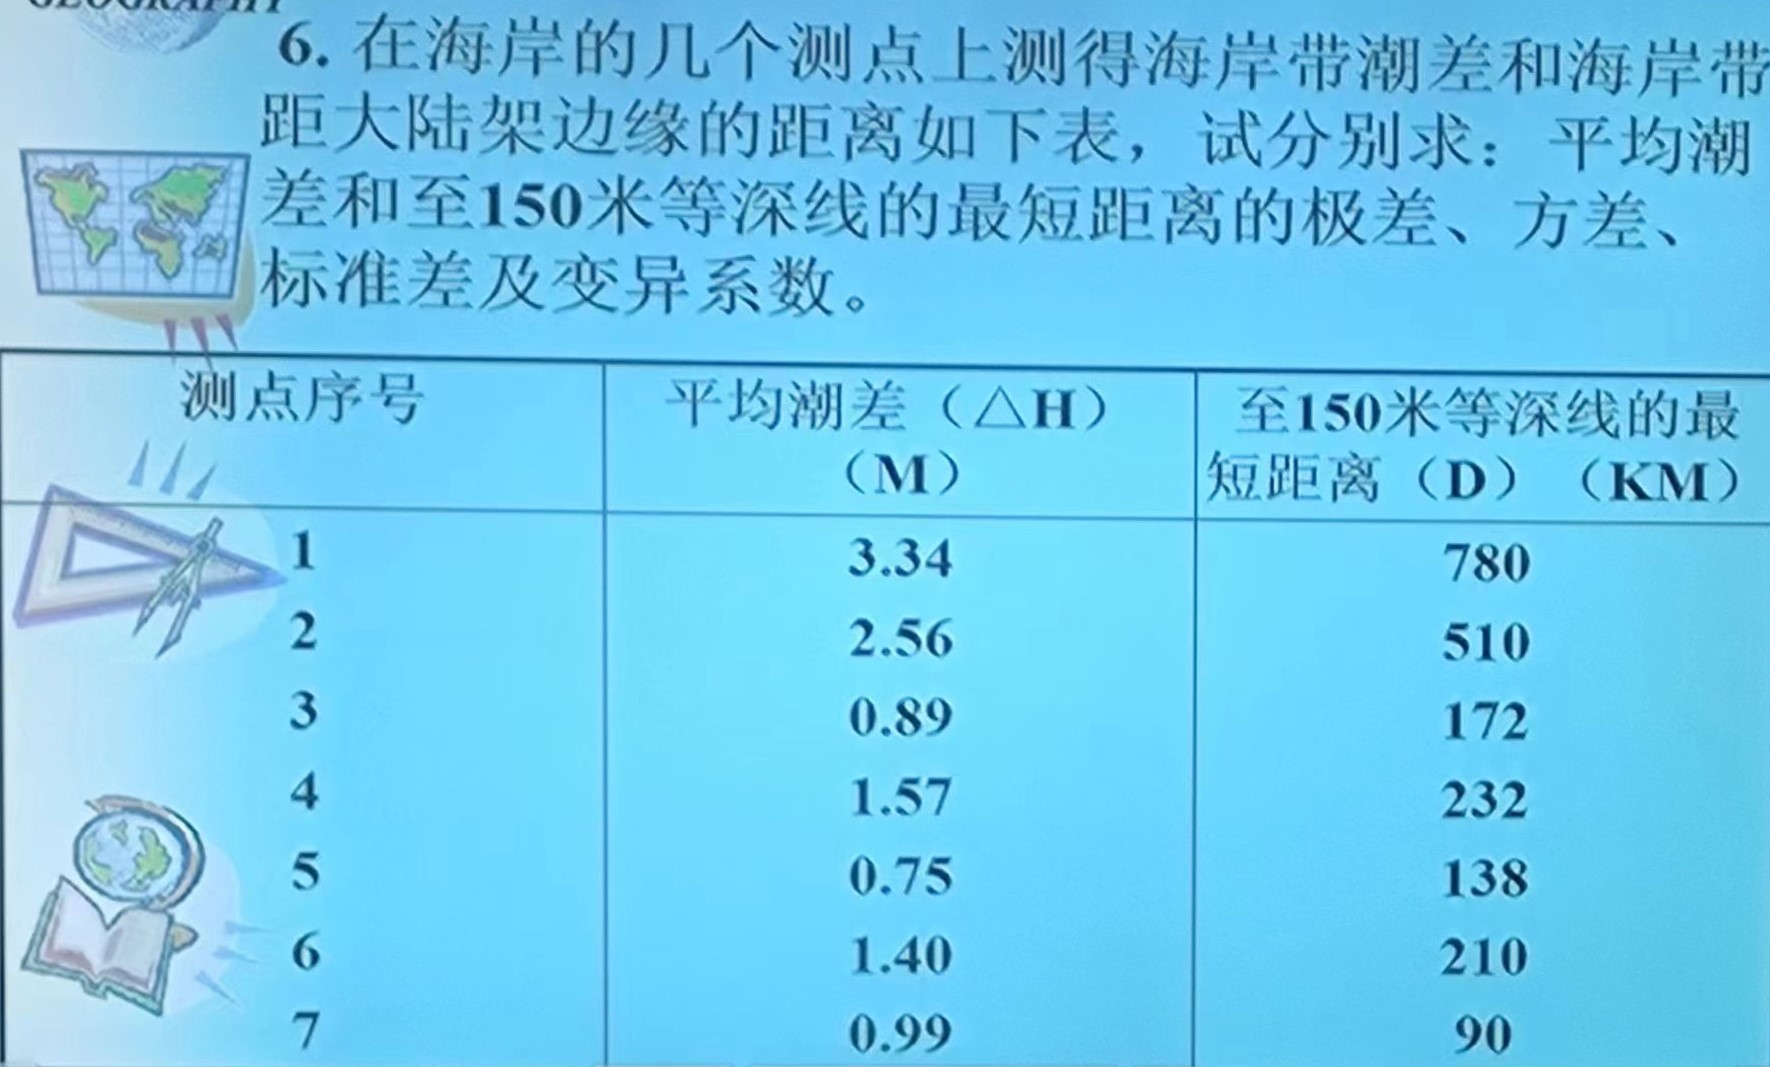 GEOGRAPHY
6. 在海岸的几个测点上测得海岸带潮差和海岸带
距大陆架边缘的距离如下表，试分别求：平均潮
差和至150米等深线的最短距离的极差、方差、
标准差及变异系数。
测点序号 平均潮差（△H） 至150米等深线的最
（M） 短距离（D）（KM）
1 3.34 780
2 2.56 510
3 0.89 172
4 1.57 232
5 0.75 138
6 1.40 210
7 0.99 90